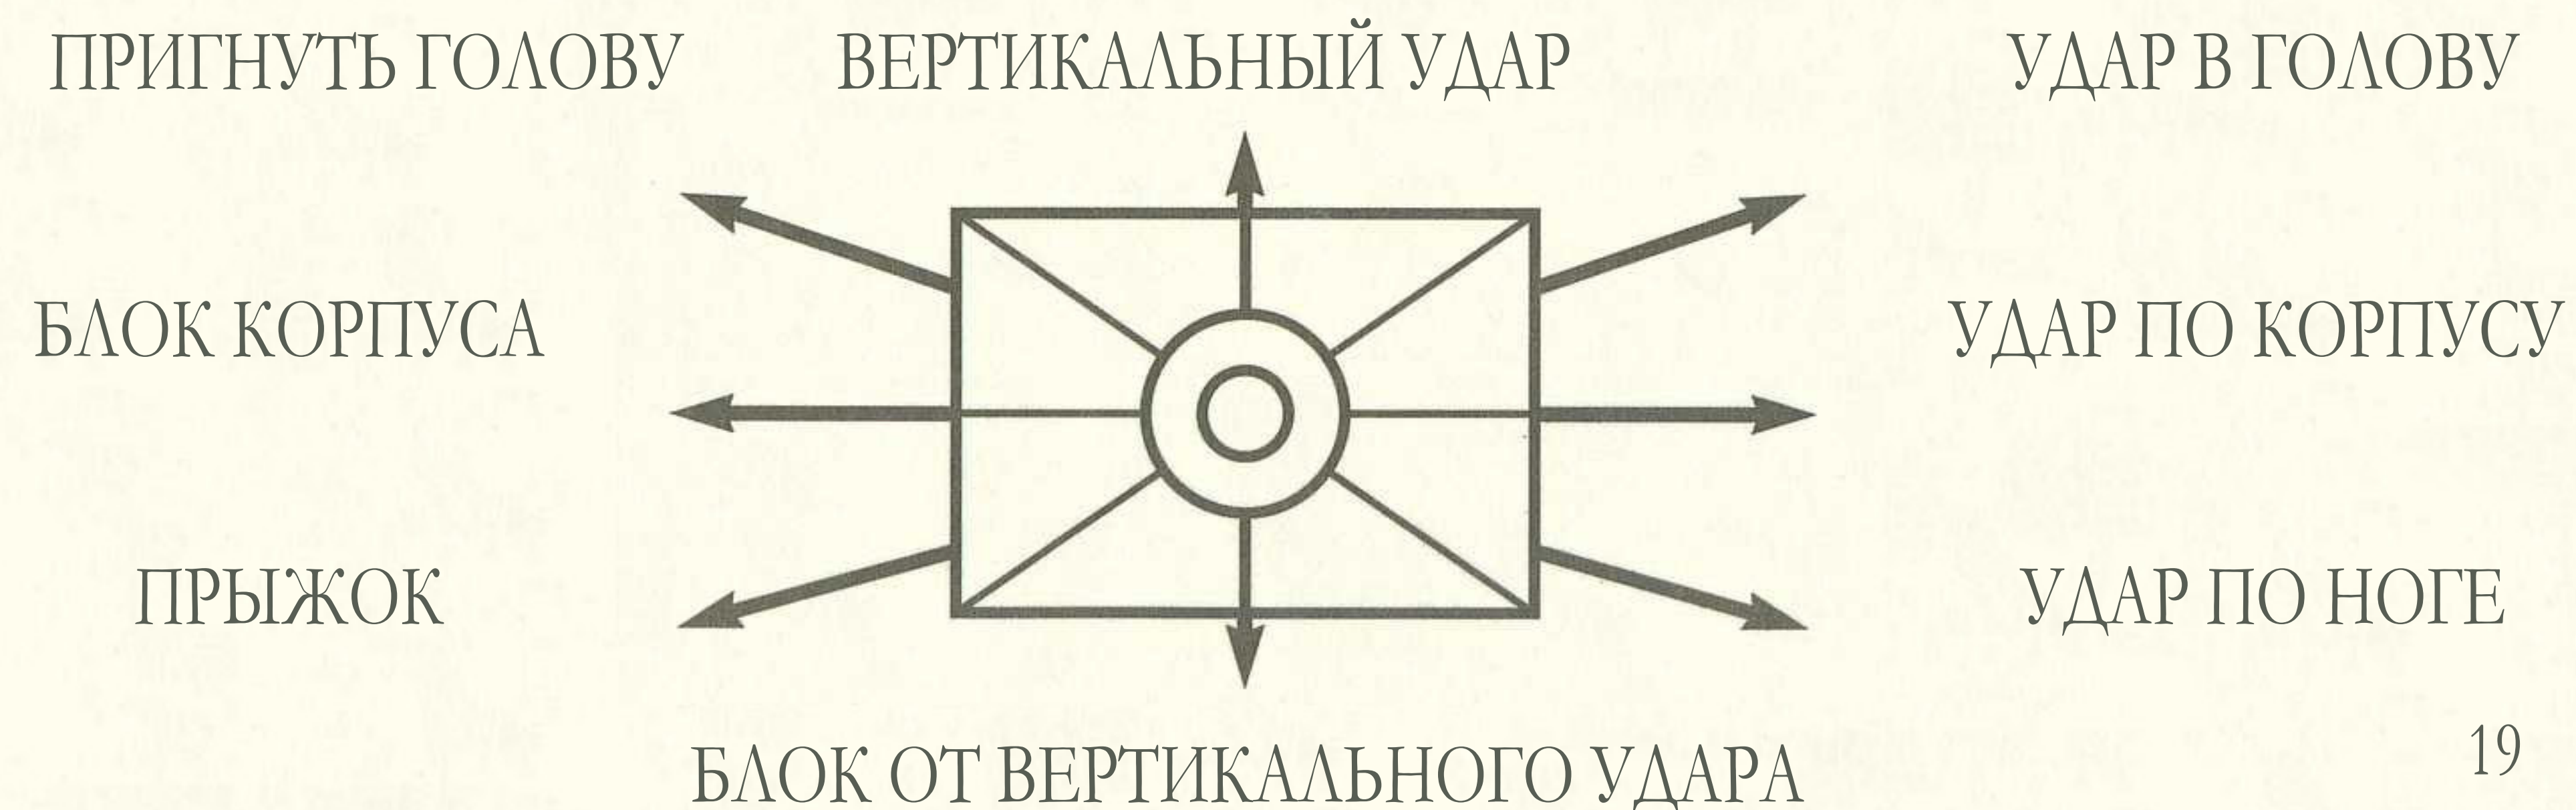 ПРИГНУТЬ ГОЛОВУ
ВЕРТИКАЛЬНЫЙ УДАР
УДАР В ГОЛОВУ
БЛОК КОРПУСА
УДАР ПО КОРПУСУ
ПРЫЖОК
УДАР ПО НОГЕ
БЛОК ОТ ВЕРТИКАЛЬНОГО УДАРА
19